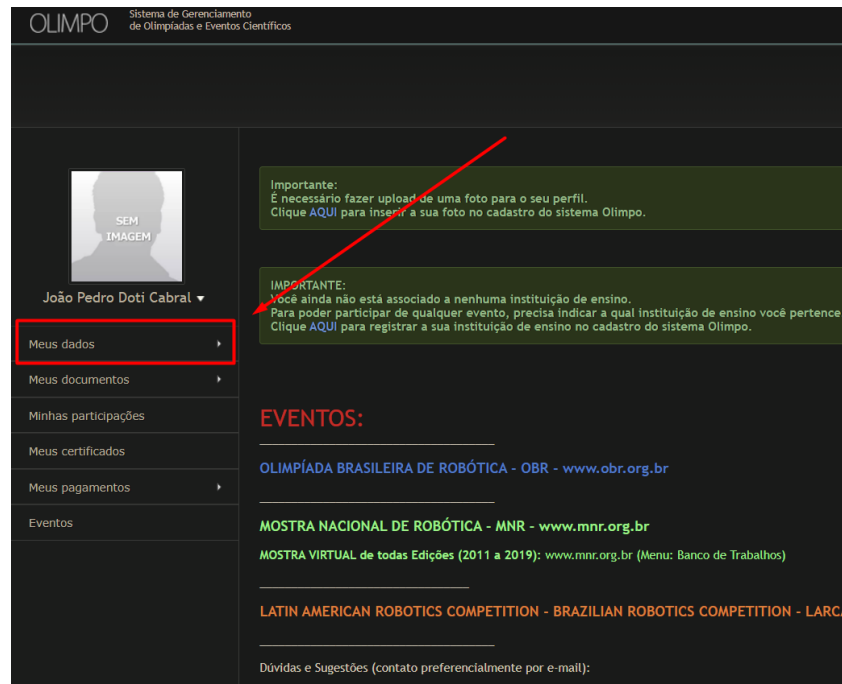 OLIMPO
Sistema de Gerenciamento
de Olimpíadas e Eventos Científicos
SEM
IMAGEM
João Pedro Doti Cabral
Meus dados
Meus documentos
Minhas participações
Meus certificados
Meus pagamentos
Eventos
Importante:
É necessário fazer upload de uma foto para o seu perfil.
Clique AQUI para inserir a sua foto no cadastro do sistema Olimpo.
IMPORTANTE:
Você ainda não está associado a nenhuma instituição de ensino.
Para poder participar de qualquer evento, precisa indicar a qual instituição de ensino você pertence
Clique AQUI para registrar a sua instituição de ensino no cadastro do sistema Olimpo.
EVENTOS:
OLIMPÍADA BRASILEIRA DE ROBÓTICA - OBR - www.obr.org.br
MOSTRA NACIONAL DE ROBÓTICA - MNR - www.mnr.org.br
MOSTRA VIRTUAL de todas Edições (2011 a 2019): www.mnr.org.br (Menu: Banco de Trabalhos)
LATIN AMERICAN ROBOTICS COMPETITION - BRAZILIAN ROBOTICS COMPETITION - LARC
Dúvidas e Sugestões (contato preferencialmente por e-mail):